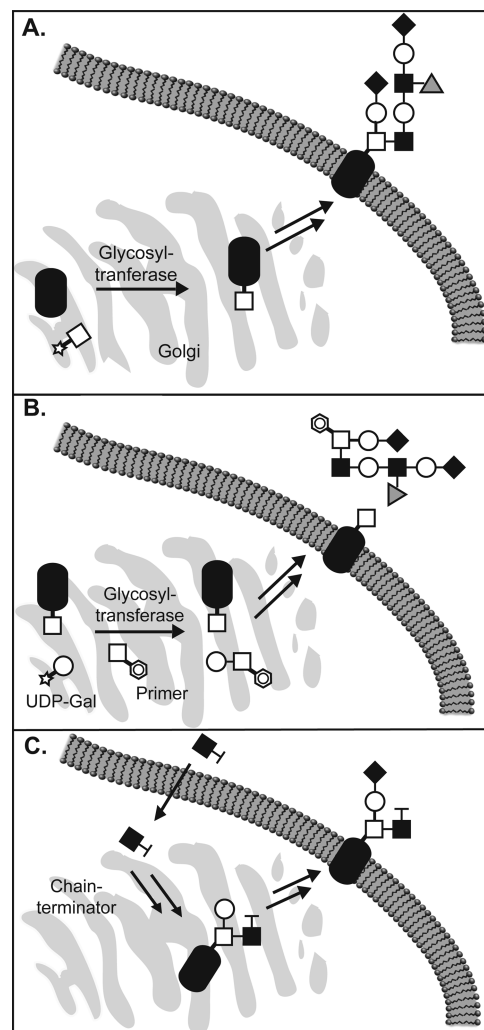 A.
Glycosyl-
tranferase
Golgi
B.
Glycosyl-
transferase
UDP-Gal
Primer
C.
Chain-
terminator